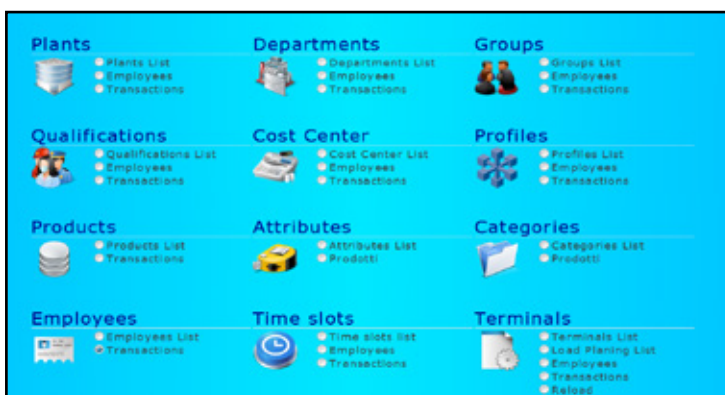 Plants
Plants List
Employees
Transactions
Departments
Departments List
Employees
Transactions
Groups
Groups List
Employees
Transactions
Qualifications
Qualifications List
Employees
Transactions
Cost Center
Cost Center List
Employees
Transactions
Profiles
Profiles List
Employees
Transactions
Products
Products List
Transactions
Attributes
Attributes List
Prodotti
Categories
Categories List
Prodotti
Employees
Employees List
Transactions
Time slots
Time slots list
Employees
Transactions
Terminals
Terminals List
Load Planing List
Employees
Transactions
Reload